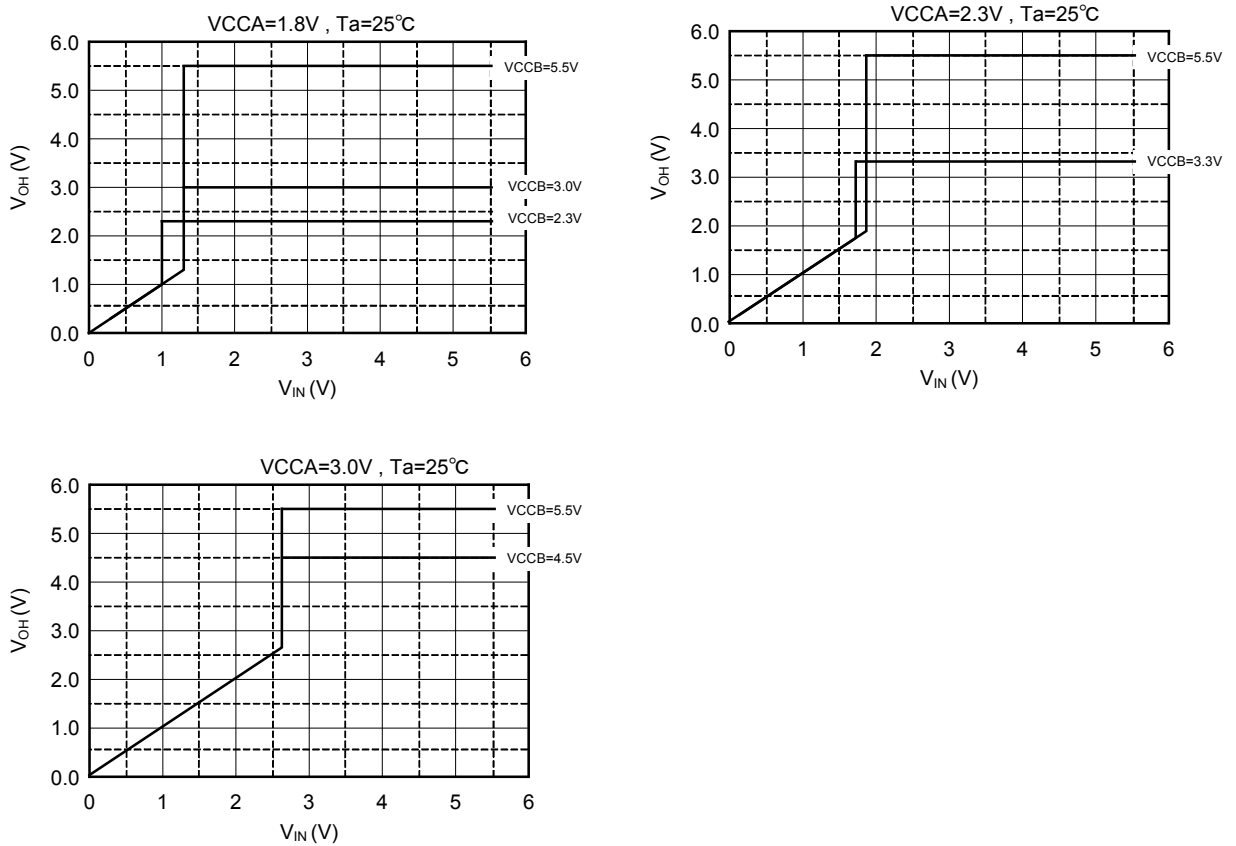 VCCA=1.8V , Ta=25℃
6.0
5.0
4.0
3.0
2.0
1.0
0.0
VOH (V)
VCCB=5.5V
VCCB=3.0V
VCCB=2.3V
0 1 2 3 4 5 6
VIN (V)
VCCA=2.3V , Ta=25℃
6.0
5.0
4.0
3.0
2.0
1.0
0.0
VOH (V)
VCCB=5.5V
VCCB=3.3V
0 1 2 3 4 5 6
VIN (V)
VCCA=3.0V , Ta=25℃
6.0
5.0
4.0
3.0
2.0
1.0
0.0
VOH (V)
VCCB=5.5V
VCCB=4.5V
0 1 2 3 4 5 6
VIN (V)